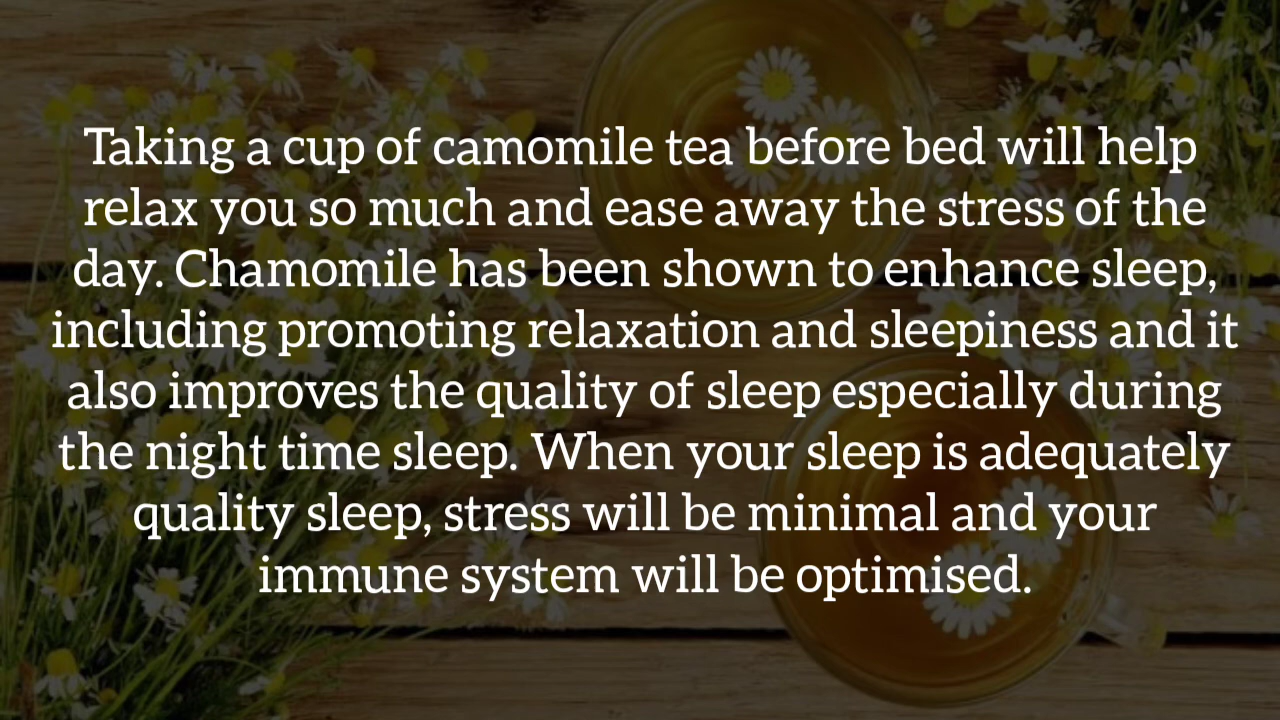 Taking a cup of camomile tea before bed will help
relax you so much and ease away the stress of the
day. Chamomile has been shown to enhance sleep,
including promoting relaxation and sleepiness and it
also improves the quality of sleep especially during
the night time sleep. When your sleep is adequately
quality sleep, stress will be minimal and your
immune system will be optimised.